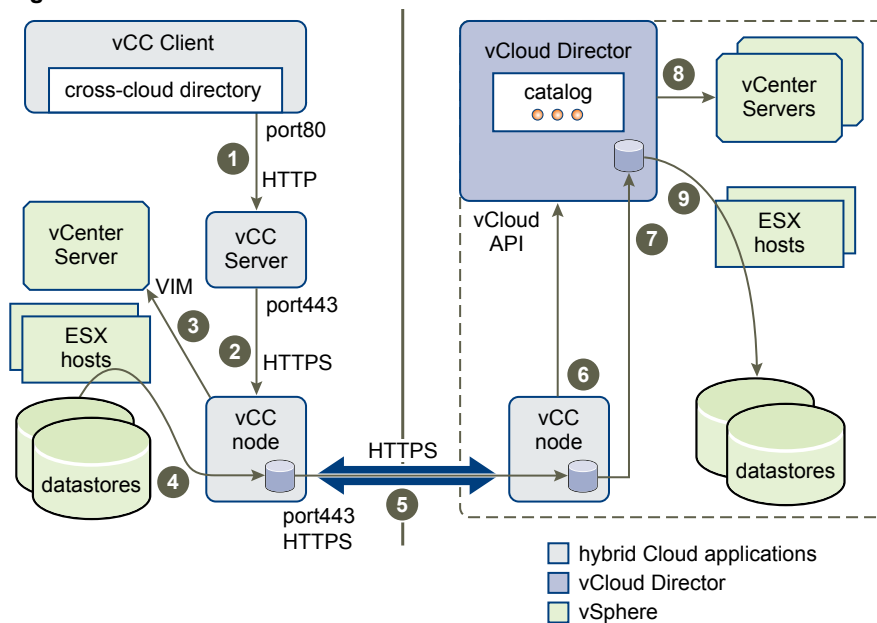 vCC Client
cross-cloud directory
port80
1
HTTP
vCenter
Server
vCC
Server
VIM
port443
3
2
HTTPS
ESX
hosts
vCC
node
datastores
4
HTTPS
5
port443
HTTPS
vCloud Director
catalog
8
vCenter
Servers
9
vCloud
API
7
ESX
hosts
6
vCC
node
datastores
hybrid Cloud applications
vCloud Director
vSphere